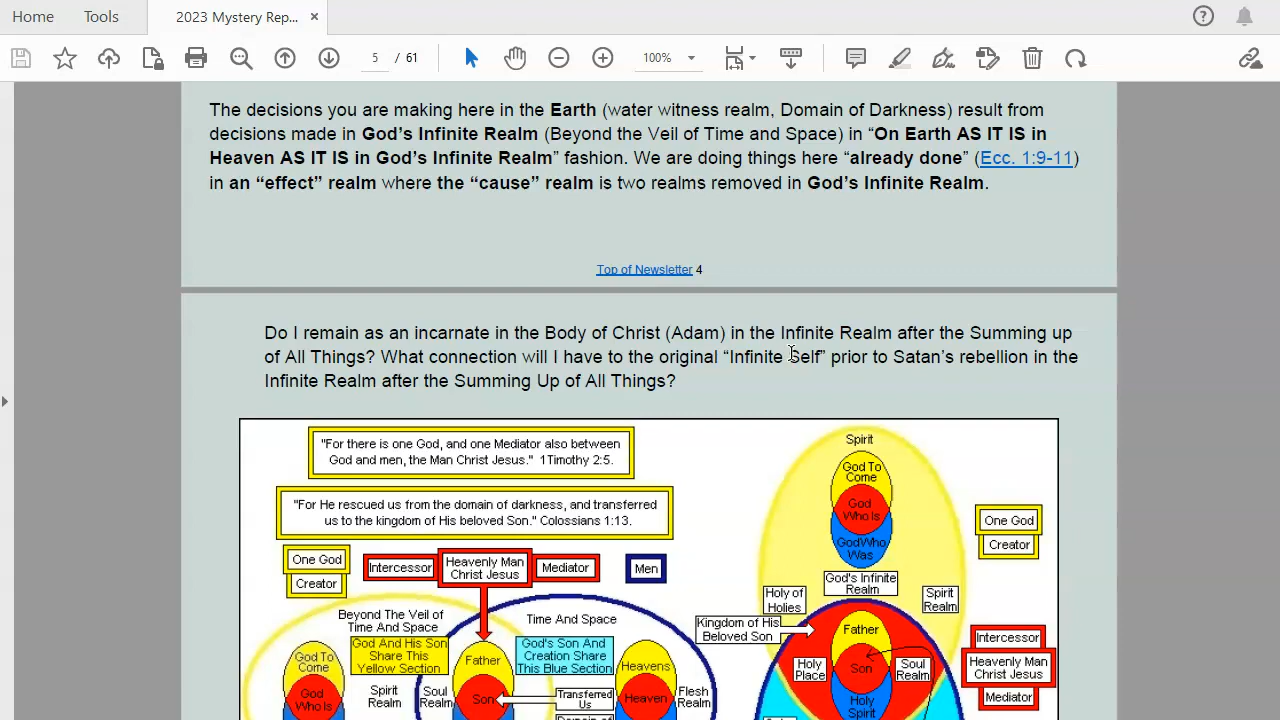 Home
Tools
2023 Mystery Rep...
5 / 61
100%
The decisions you are making here in the Earth (water witness realm, Domain of Darkness) result from
decisions made in God's Infinite Realm (Beyond the Veil of Time and Space) in “On Earth AS IT IS in
Heaven AS IT IS in God's Infinite Realm” fashion. We are doing things here “already done” (Ecc. 1:9-11)
in an “effect” realm where the “cause” realm is two realms removed in God's Infinite Realm.
Top of Newsletter 4
Do I remain as an incarnate in the Body of Christ (Adam) in the Infinite Realm after the Summing up
of All Things? What connection will I have to the original “Infinite Self” prior to Satan's rebellion in the
Infinite Realm after the Summing Up of All Things?
"For there is one God, and one Mediator also between
God and men, the Man Christ Jesus." 1Timothy 2:5.
"For He rescued us from the domain of darkness, and transferred
us to the kingdom of His beloved Son." Colossians 1:13.
One God
Creator
Intercessor
Heavenly Man
Christ Jesus
Mediator
Men
Beyond The Veil of
Time And Space
Time And Space
God And His Son
Share This
Yellow Section
God's Son And
Creation Share
This Blue Section
God To
Come
God
Who Is
Spirit
Realm
Soul
Realm
Father
Son
Transferred
Us
Heavens
Heaven
Flesh
Realm
Spirit
God To
Come
God
Who Is
God Who
Was
God's Infinite
Realm
Holy of
Holies
Spirit
Realm
Kingdom of His
Beloved Son
Father
Son
Holy
Spirit
Holy
Place
Soul
Realm
One God
Creator
Intercessor
Heavenly Man
Christ Jesus
Mediator